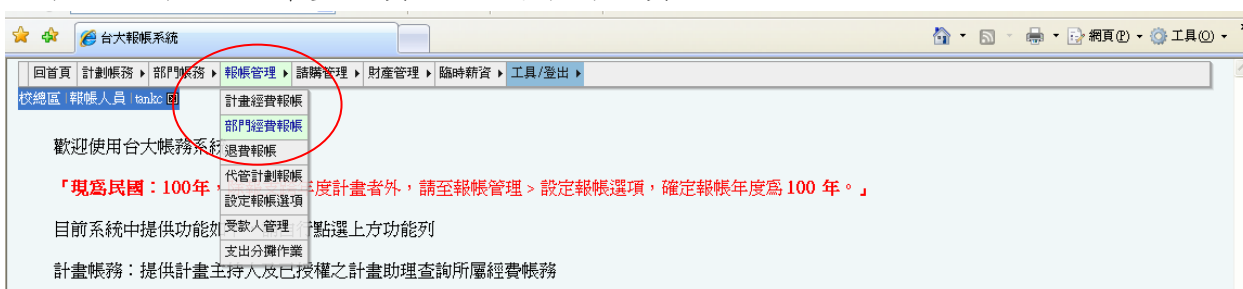 台大報帳系統
網頁(P) 工具(O)
回首頁 計劃帳務 部門帳務 報帳管理 請購管理 財產管理 臨時薪資 工具/登出
校總區 報帳人員 tankc
計畫經費報帳
部門經費報帳
退費報帳
代管計劃報帳
設定報帳選項
受款人管理
支出分攤作業
歡迎使用台大帳務系統
「現為民國：100年， 年度計畫者外，請至報帳管理 > 設定報帳選項，確定報帳年度為 100 年。」
目前系統中提供功能如 點選上方功能列
計畫帳務：提供計畫主持人及已授權之計畫助理查詢所屬經費帳務